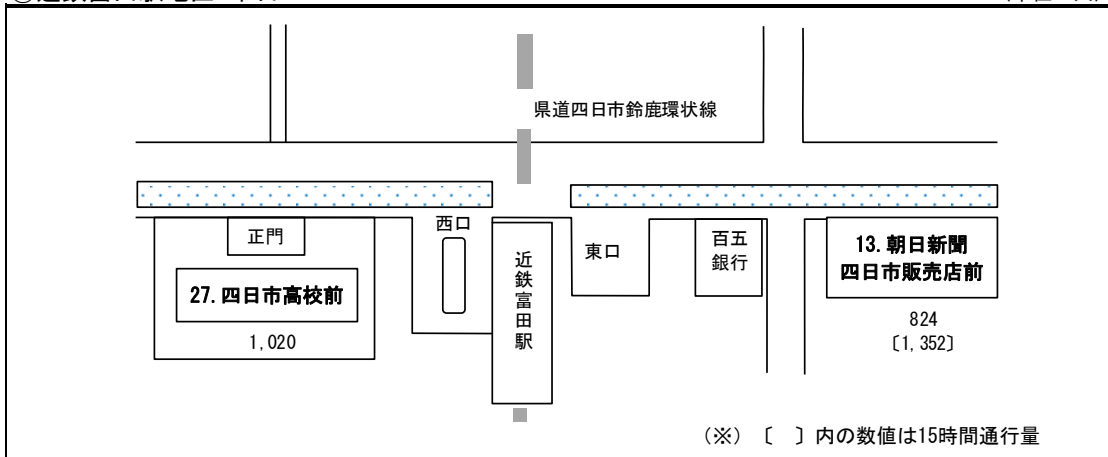 県道四日市鈴鹿環状線
正門
西口
東口
百五
銀行
13.朝日新聞
四日市販売店前
近鉄富田駅
27.四日市高校前
1,020
824
〔1,352〕
（※）〔　〕内の数値は15時間通行量